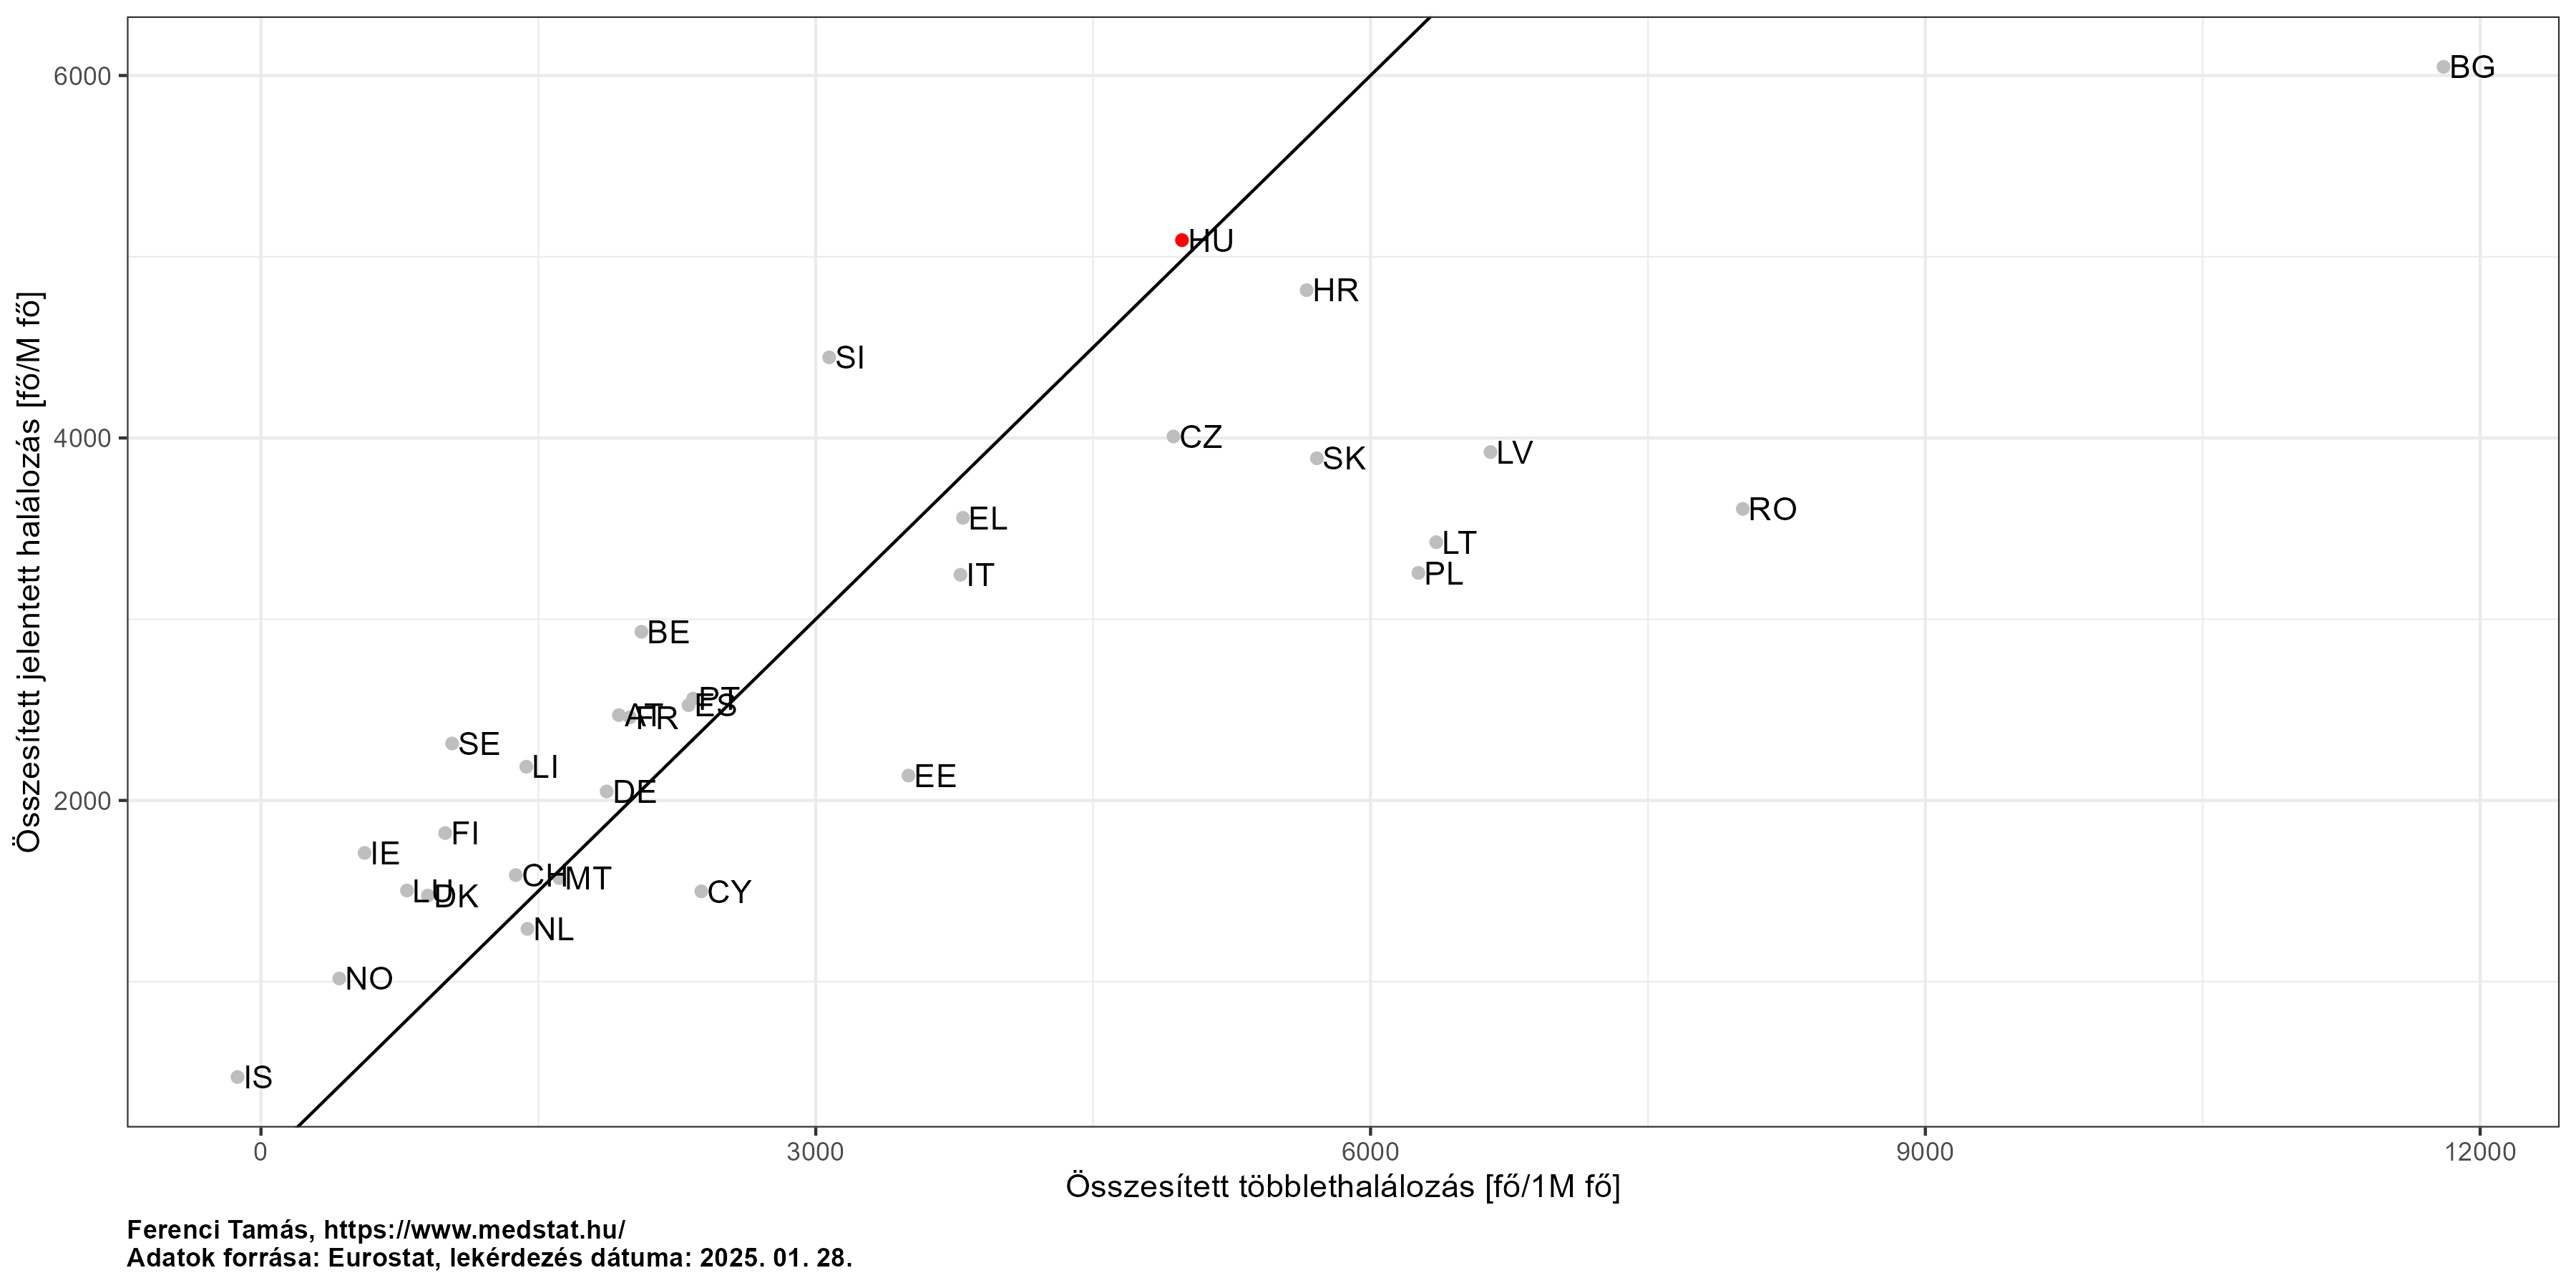 Összesített jelentett halálozás [fő/M fő]
6000
4000
2000
BG
HU
HR
SI
CZ
SK
LV
RO
EL
LT
IT
PL
BE
PT
ES
AT
FR
SE
LI
EE
DE
FI
IE
CH
MT
LU
DK
CY
NL
NO
IS
0 3000 6000 9000 12000
Összesített többlethalálozás [fő/1M fő]
Ferenci Tamás, https://www.medstat.hu/
Adatok forrása: Eurostat, lekérdezés dátuma: 2025. 01. 28.